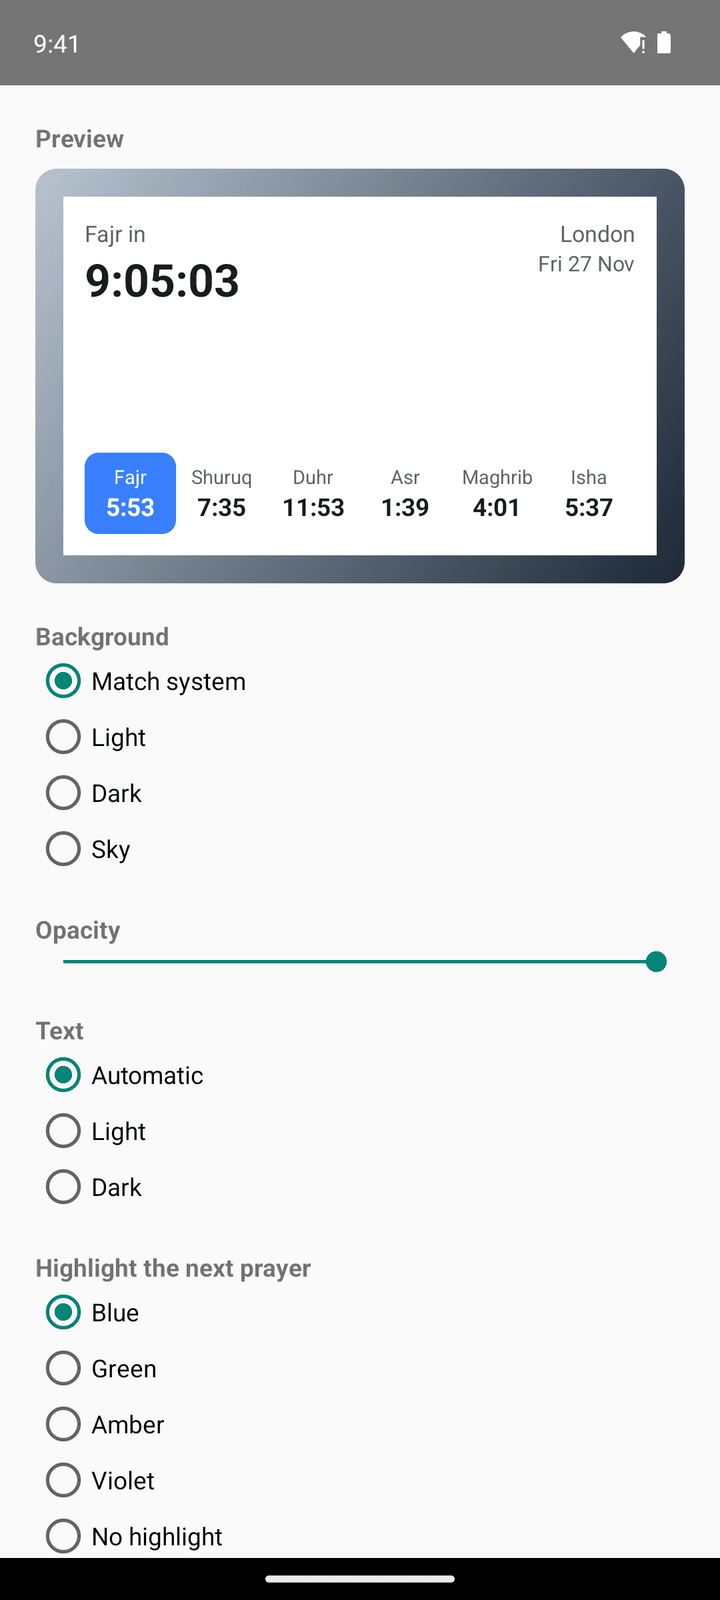 9:41
Preview
Fajr in
London
9:05:03
Fri 27 Nov
Fajr Shuruq Duhr Asr Maghrib Isha
5:53 7:35 11:53 1:39 4:01 5:37
Background
Match system
Light
Dark
Sky
Opacity
Text
Automatic
Light
Dark
Highlight the next prayer
Blue
Green
Amber
Violet
No highlight